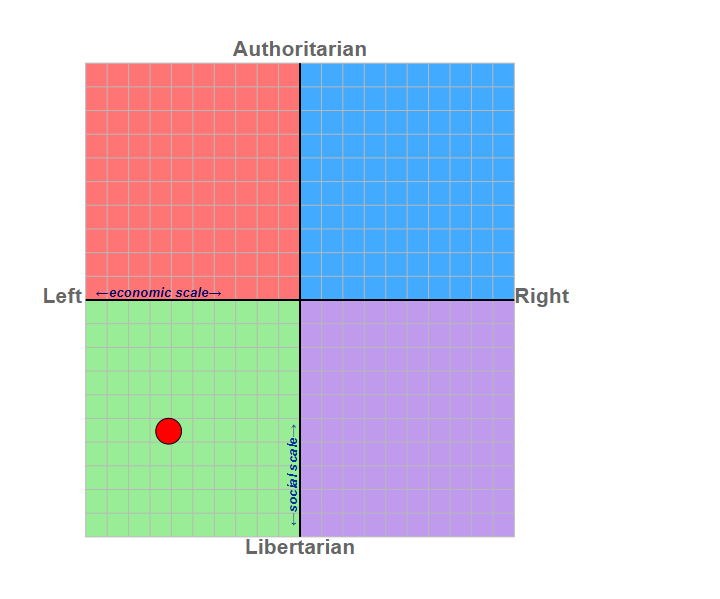 Authoritarian
Left
←economic scale→
Right
←social scale→
Libertarian